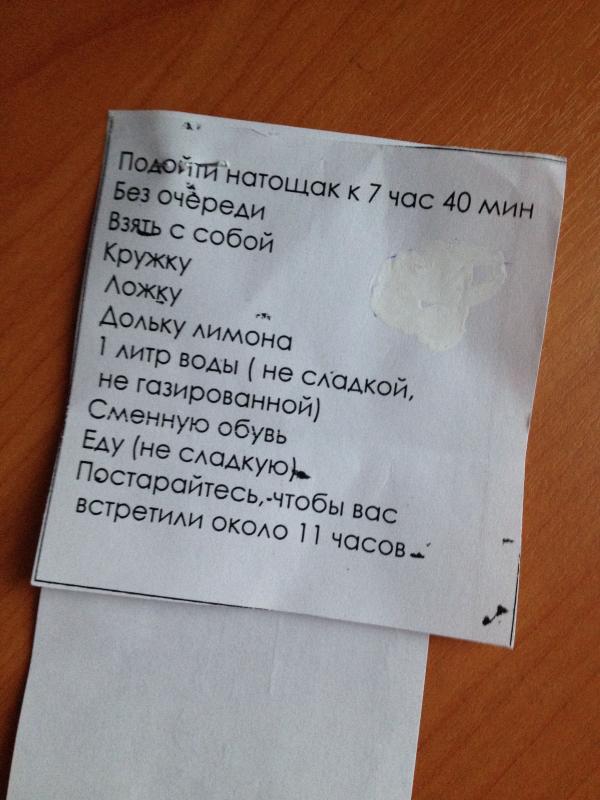 Подойти натощак к 7 час 40 мин
Без очереди
Взять с собой
Кружку
Ложку
Дольку лимона
1 литр воды ( не сладкой,
не газированной)
Сменную обувь
Еду (не сладкую)
Постарайтесь, чтобы вас
встретили около 11 часов